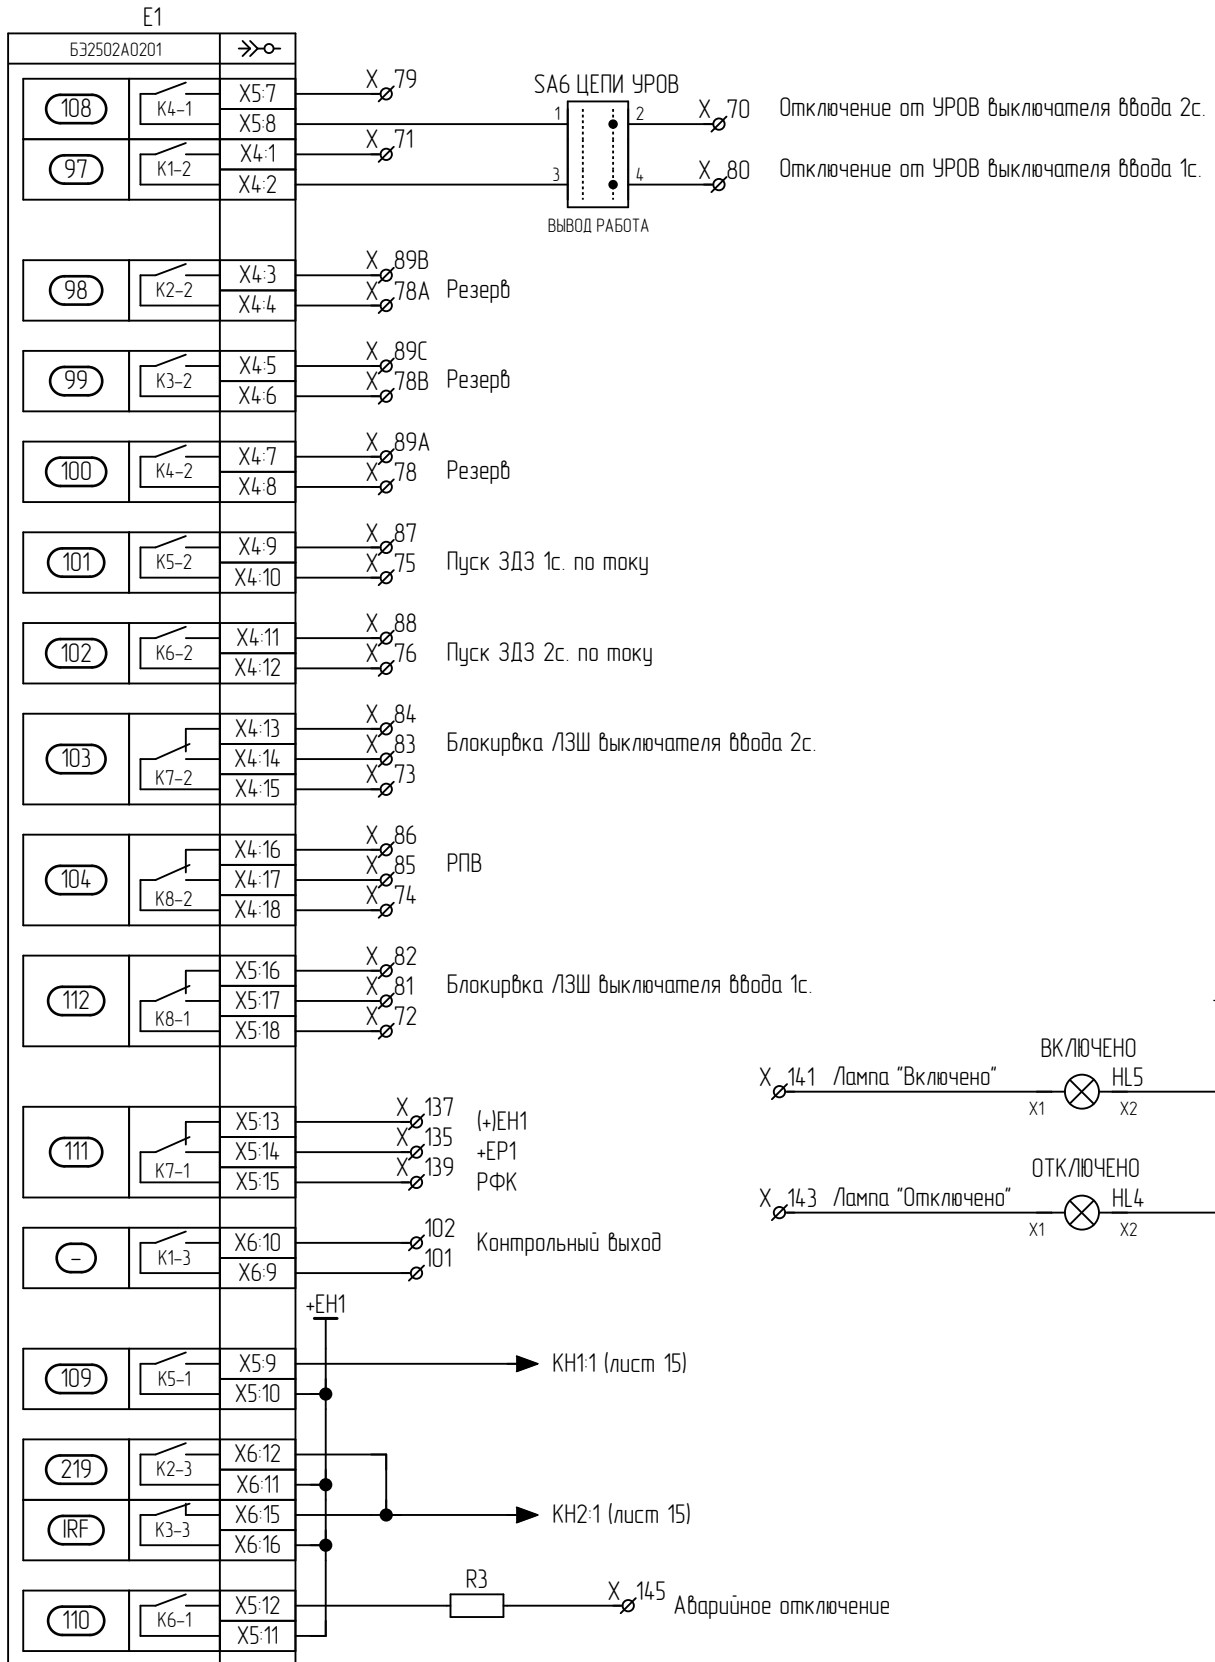 E1
БЭ2502А0201
108 K4-1 X5:7 X 79
X5:8
97 K1-2 X4:1 X 71
X4:2
SA6 ЦЕПИ УРОВ
1 2 X 70 Отключение от УРОВ выключателя ввода 2с.
3 4 X 80 Отключение от УРОВ выключателя ввода 1с.
ВЫВОД РАБОТА
98 K2-2 X4:3 X 89B
X4:4 X 78A Резерв
99 K3-2 X4:5 X 89C
X4:6 X 78B Резерв
100 K4-2 X4:7 X 89A
X4:8 X 78 Резерв
101 K5-2 X4:9 X 87
X4:10 X 75 Пуск ЗДЗ 1с. по току
102 K6-2 X4:11 X 88
X4:12 X 76 Пуск ЗДЗ 2с. по току
103 K7-2 X4:13 X 84
X4:14 X 83 Блокирвка ЛЗШ выключателя ввода 2с.
X4:15 X 73
104 K8-2 X4:16 X 86
X4:17 X 85 РПВ
X4:18 X 74
112 K8-1 X5:16 X 82
X5:17 X 81 Блокирвка ЛЗШ выключателя ввода 1с.
X5:18 X 72
ВКЛЮЧЕНО
X 141 Лампа "Включено" X1 HL5 X2
111 K7-1 X5:13 X 137 (+)EH1
X5:14 X 135 +EP1
X5:15 X 139 РФК
ОТКЛЮЧЕНО
X 143 Лампа "Отключено" X1 HL4 X2
- K1-3 X6:10 102 Контрольный выход
X6:9 101
+EH1
109 K5-1 X5:9 KH1:1 (лист 15)
X5:10
219 K2-3 X6:12
X6:11
IRF K3-3 X6:15 KH2:1 (лист 15)
X6:16
110 K6-1 X5:12 R3 X 145 Аварийное отключение
X5:11